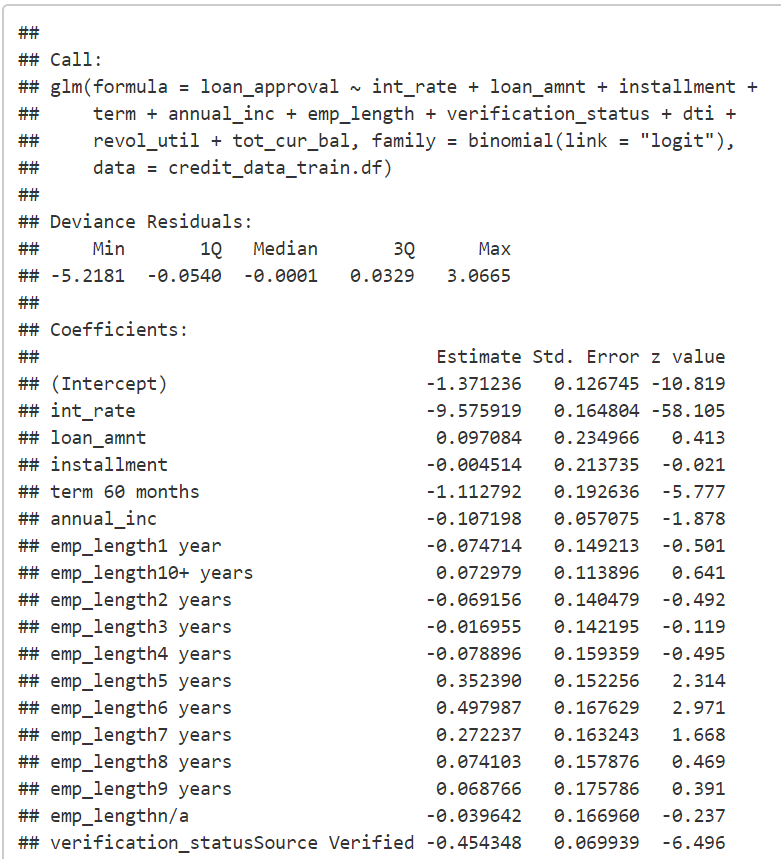 ##
## Call:
## glm(formula = loan_approval ~ int_rate + loan_amnt + installment +
##     term + annual_inc + emp_length + verification_status + dti +
##     revol_util + tot_cur_bal, family = binomial(link = "logit"),
##     data = credit_data_train.df)
##
## Deviance Residuals:
##     Min       1Q   Median       3Q      Max
## -5.2181  -0.0540  -0.0001   0.0329   3.0665
##
## Coefficients:
##                                    Estimate Std. Error z value
## (Intercept)                       -1.371236   0.126745 -10.819
## int_rate                          -9.575919   0.164804 -58.105
## loan_amnt                          0.097084   0.234966   0.413
## installment                       -0.004514   0.213735  -0.021
## term 60 months                    -1.112792   0.192636  -5.777
## annual_inc                        -0.107198   0.057075  -1.878
## emp_length1 year                  -0.074714   0.149213  -0.501
## emp_length10+ years                0.072979   0.113896   0.641
## emp_length2 years                 -0.069156   0.140479  -0.492
## emp_length3 years                 -0.016955   0.142195  -0.119
## emp_length4 years                 -0.078896   0.159359  -0.495
## emp_length5 years                  0.352390   0.152256   2.314
## emp_length6 years                  0.497987   0.167629   2.971
## emp_length7 years                  0.272237   0.163243   1.668
## emp_length8 years                  0.074103   0.157876   0.469
## emp_length9 years                  0.068766   0.175786   0.391
## emp_lengthn/a                     -0.039642   0.166960  -0.237
## verification_statusSource Verified -0.454348   0.069939  -6.496